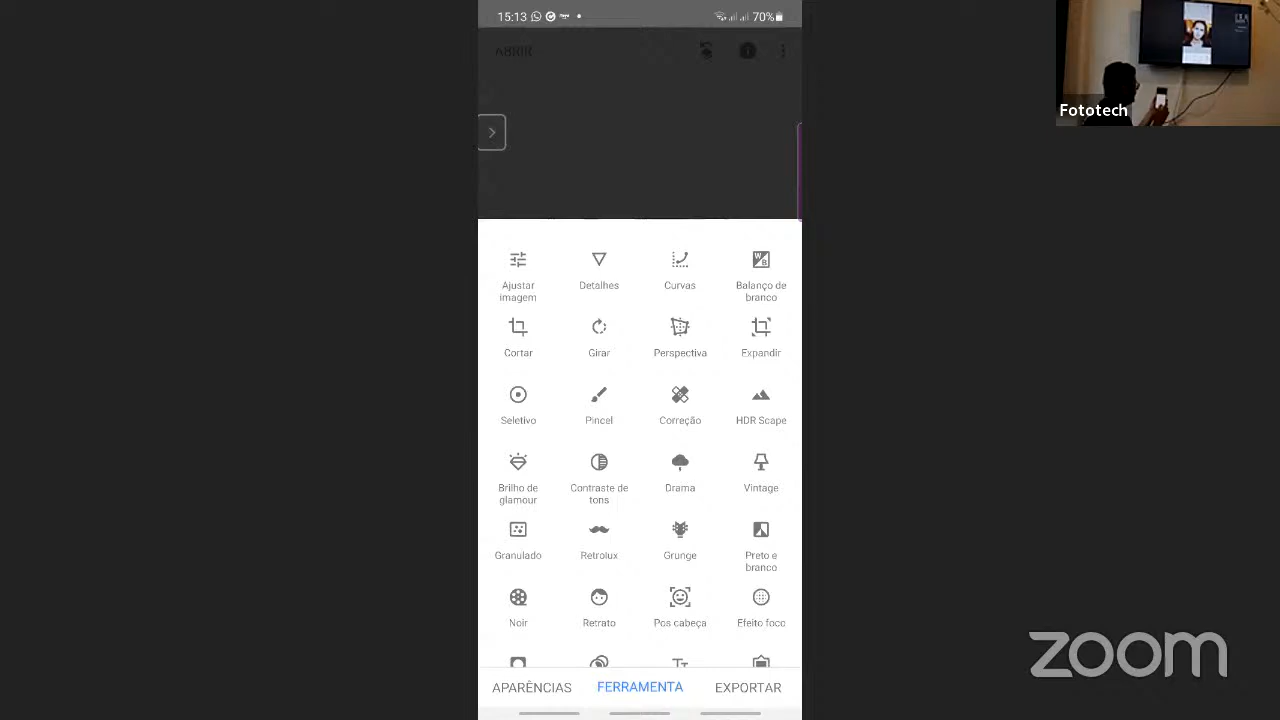 15:13
70%
ABRIR
Fototech
Ajustar
imagem
Detalhes
Curvas
Balanço de
branco
Cortar
Girar
Perspectiva
Expandir
Seletivo
Pincel
Correção
HDR Scape
Brilho de
glamour
Contraste de
tons
Drama
Vintage
Granulado
Retrolux
Grunge
Preto e
branco
Noir
Retrato
Pos cabeça
Efeito foco
APARÊNCIAS
FERRAMENTA
EXPORTAR
zoom